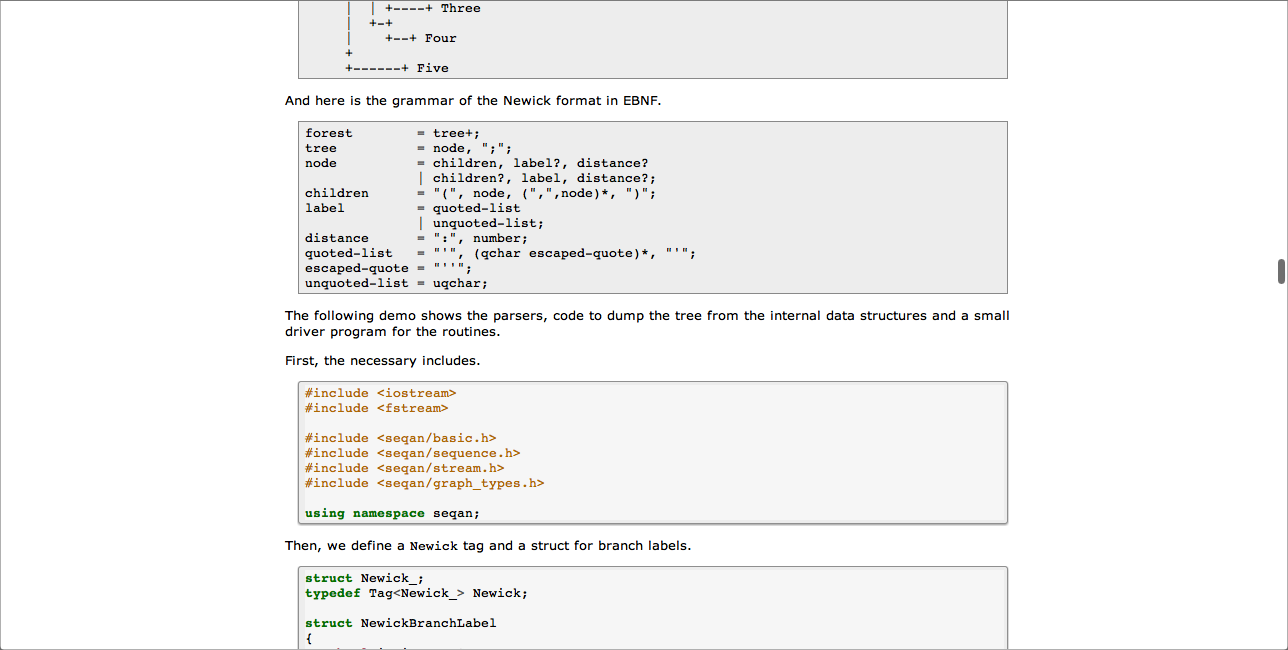 |  | +----+ Three
|  +-+
|    +--+ Four
+
+------+ Five
And here is the grammar of the Newick format in EBNF.
forest        = tree+;
tree          = node, ";";
node          = children, label?, distance?
              | children?, label, distance?;
children      = "(", node, (",",node)*, ")";
label         = quoted-list
              | unquoted-list;
distance      = ":", number;
quoted-list   = "'", (qchar escaped-quote)*, "'";
escaped-quote = "''";
unquoted-list = uqchar;
The following demo shows the parsers, code to dump the tree from the internal data structures and a small
driver program for the routines.
First, the necessary includes.
#include <iostream>
#include <fstream>
#include <seqan/basic.h>
#include <seqan/sequence.h>
#include <seqan/stream.h>
#include <seqan/graph_types.h>
using namespace seqan;
Then, we define a Newick tag and a struct for branch labels.
struct Newick_;
typedef Tag<Newick_> Newick;
struct NewickBranchLabel
{